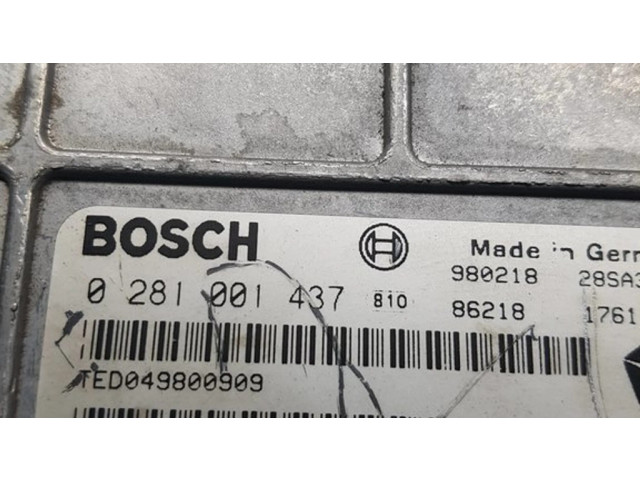 BOSCH
Made in Germ
980218 28SA3
0 281 001 437 810
86218 1761
TED049800909